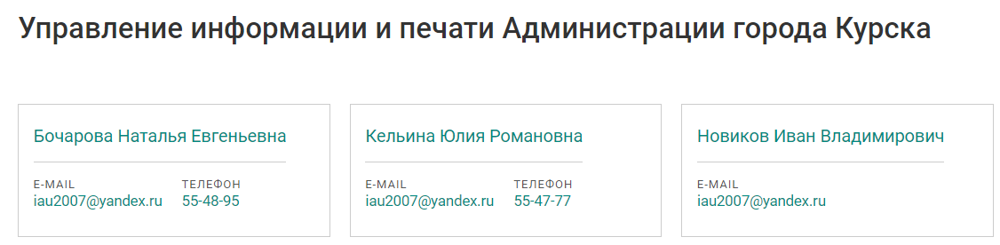 Управление информации и печати Администрации города Курска
Бочарова Наталья Евгеньевна
E-MAIL ТЕЛЕФОН
iau2007@yandex.ru 55-48-95
Кельина Юлия Романовна
E-MAIL ТЕЛЕФОН
iau2007@yandex.ru 55-47-77
Новиков Иван Владимирович
E-MAIL
iau2007@yandex.ru